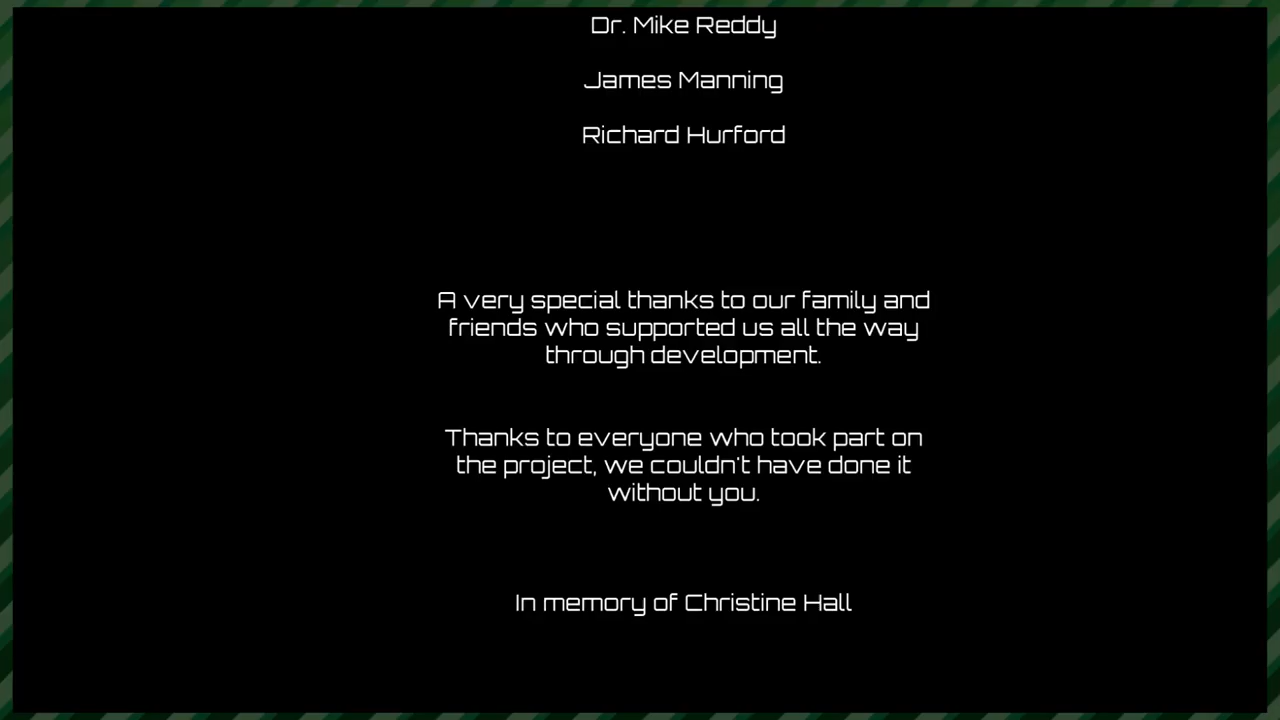 Dr. Mike Reddy
James Manning
Richard Hurford
A very special thanks to our family and
friends who supported us all the way
through development.
Thanks to everyone who took part on
the project, we couldn't have done it
without you.
In memory of Christine Hall